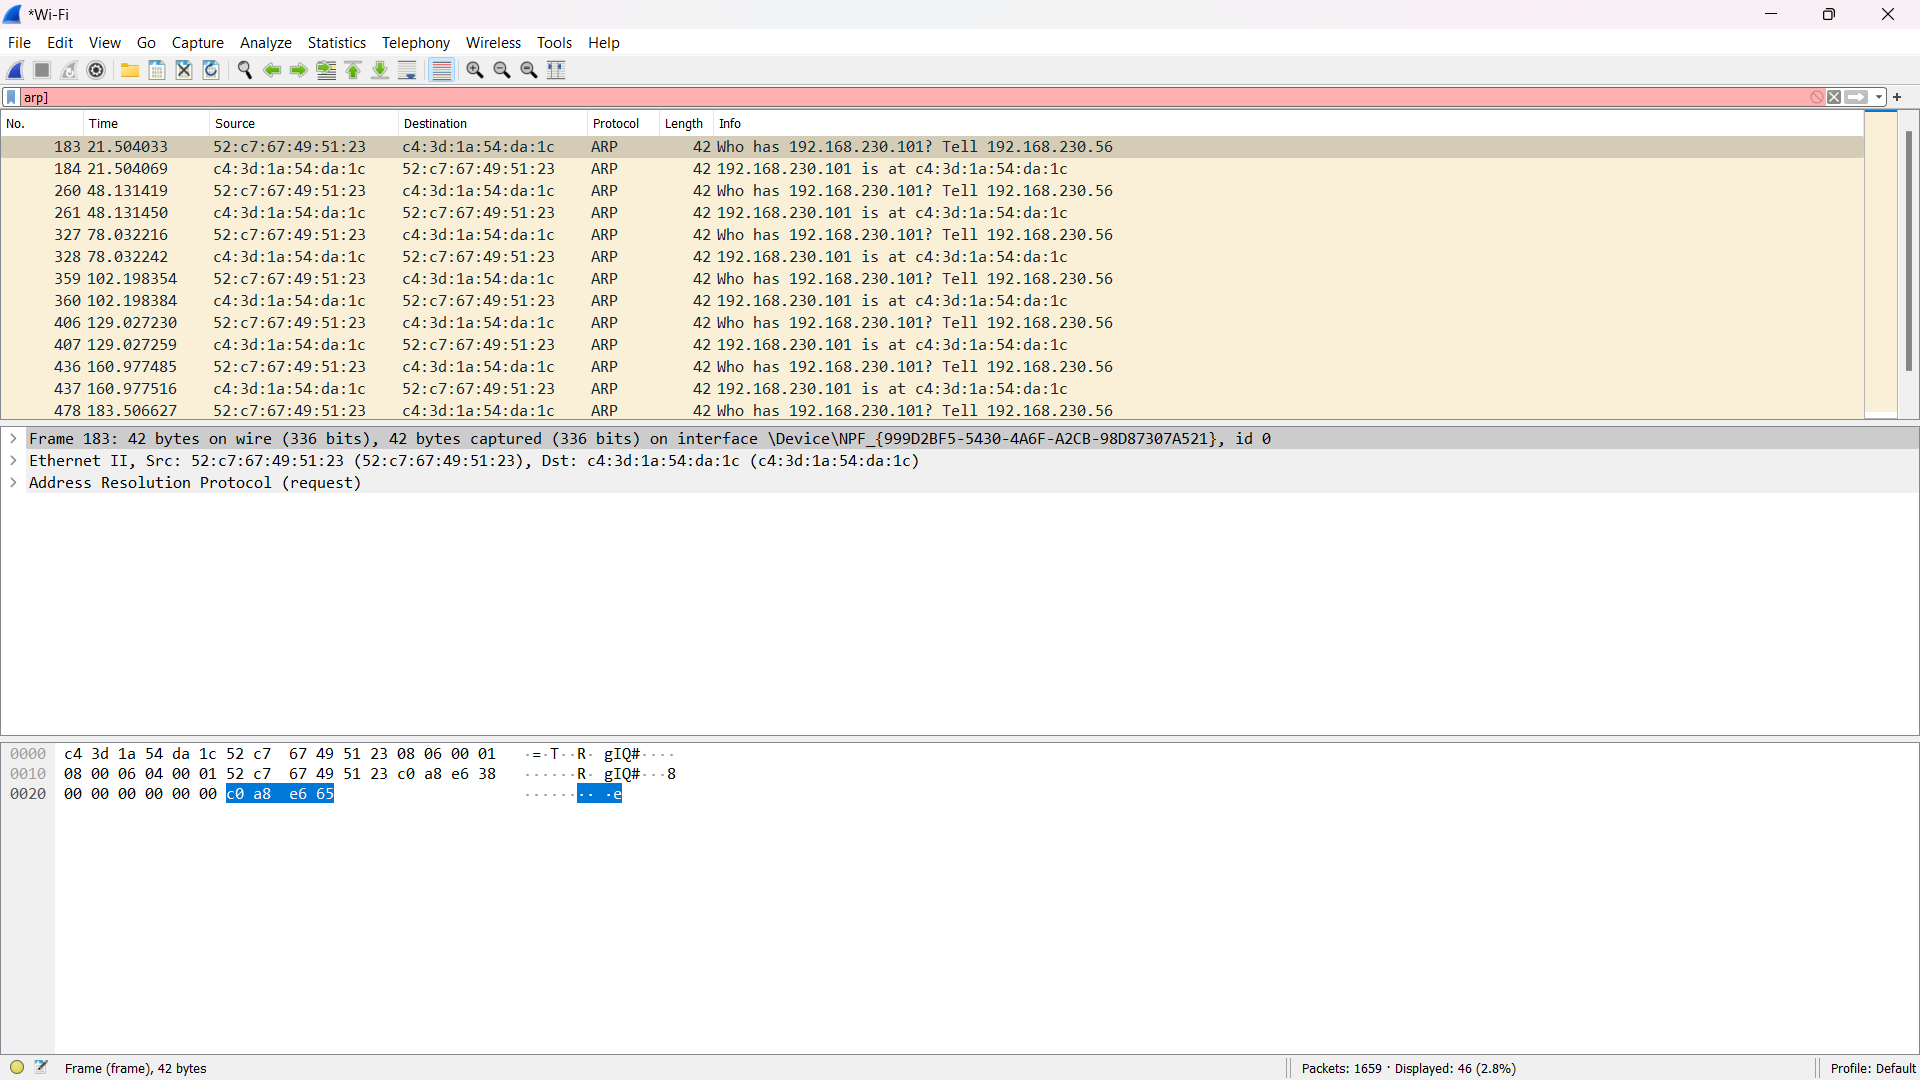 *Wi-Fi
File Edit View Go Capture Analyze Statistics Telephony Wireless Tools Help
arp]
No. Time Source Destination Protocol Length Info
183 21.504033 52:c7:67:49:51:23 c4:3d:1a:54:da:1c ARP 42 Who has 192.168.230.101? Tell 192.168.230.56
184 21.504069 c4:3d:1a:54:da:1c 52:c7:67:49:51:23 ARP 42 192.168.230.101 is at c4:3d:1a:54:da:1c
260 48.131419 52:c7:67:49:51:23 c4:3d:1a:54:da:1c ARP 42 Who has 192.168.230.101? Tell 192.168.230.56
261 48.131450 c4:3d:1a:54:da:1c 52:c7:67:49:51:23 ARP 42 192.168.230.101 is at c4:3d:1a:54:da:1c
327 78.032216 52:c7:67:49:51:23 c4:3d:1a:54:da:1c ARP 42 Who has 192.168.230.101? Tell 192.168.230.56
328 78.032242 c4:3d:1a:54:da:1c 52:c7:67:49:51:23 ARP 42 192.168.230.101 is at c4:3d:1a:54:da:1c
359 102.198354 52:c7:67:49:51:23 c4:3d:1a:54:da:1c ARP 42 Who has 192.168.230.101? Tell 192.168.230.56
360 102.198384 c4:3d:1a:54:da:1c 52:c7:67:49:51:23 ARP 42 192.168.230.101 is at c4:3d:1a:54:da:1c
406 129.027230 52:c7:67:49:51:23 c4:3d:1a:54:da:1c ARP 42 Who has 192.168.230.101? Tell 192.168.230.56
407 129.027259 c4:3d:1a:54:da:1c 52:c7:67:49:51:23 ARP 42 192.168.230.101 is at c4:3d:1a:54:da:1c
436 160.977485 52:c7:67:49:51:23 c4:3d:1a:54:da:1c ARP 42 Who has 192.168.230.101? Tell 192.168.230.56
437 160.977516 c4:3d:1a:54:da:1c 52:c7:67:49:51:23 ARP 42 192.168.230.101 is at c4:3d:1a:54:da:1c
478 183.506627 52:c7:67:49:51:23 c4:3d:1a:54:da:1c ARP 42 Who has 192.168.230.101? Tell 192.168.230.56
Frame 183: 42 bytes on wire (336 bits), 42 bytes captured (336 bits) on interface \Device\NPF_{999D2BF5-5430-4A6F-A2CB-98D87307A521}, id 0
Ethernet II, Src: 52:c7:67:49:51:23 (52:c7:67:49:51:23), Dst: c4:3d:1a:54:da:1c (c4:3d:1a:54:da:1c)
Address Resolution Protocol (request)
0000 c4 3d 1a 54 da 1c 52 c7 67 49 51 23 08 06 00 01 ·=·T··R· gIQ#····
0010 08 00 06 04 00 01 52 c7 67 49 51 23 c0 a8 e6 38 ······R· gIQ#···8
0020 00 00 00 00 00 00 c0 a8 e6 65 ········ ·e
Frame (frame), 42 bytes
Packets: 1659 · Displayed: 46 (2.8%)
Profile: Default